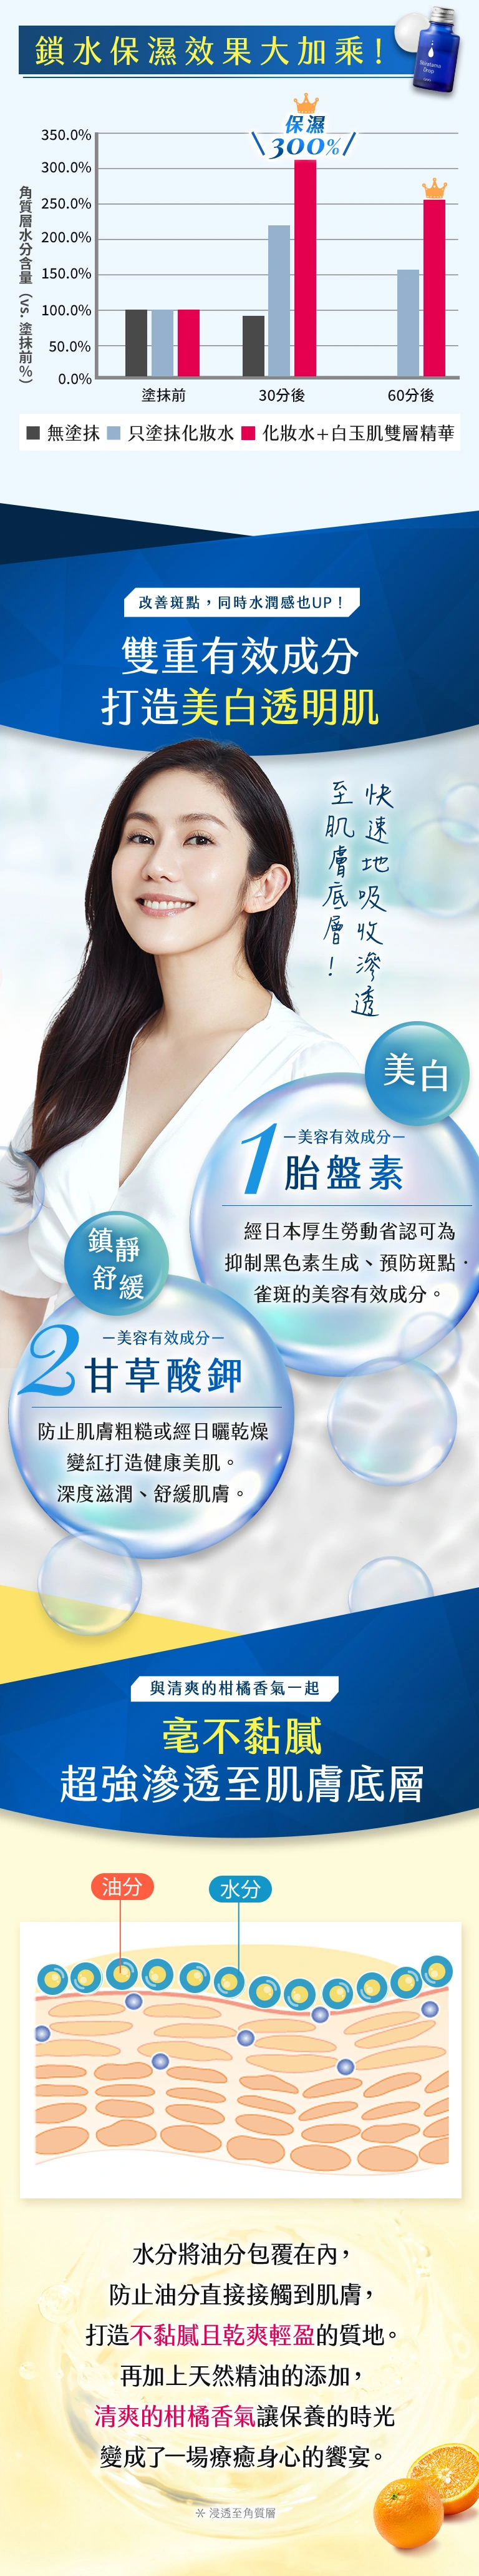 鎖水保濕效果大加乘！
Shiratama
Drop
保濕
300%
角質層水分含量（vs. 塗抹前%）
350.0%
300.0%
250.0%
200.0%
150.0%
100.0%
50.0%
0.0%
塗抹前
30分後
60分後
無塗抹
只塗抹化妝水
化妝水+白玉肌雙層精華
改善斑點，同時水潤感也UP！
雙重有效成分
打造美白透明肌
快速地吸收滲透
至肌膚底層！
美白
1
－美容有效成分－
胎盤素
經日本厚生勞動省認可為
抑制黑色素生成、預防斑點・
雀斑的美容有效成分。
鎮靜
舒緩
2
－美容有效成分－
甘草酸鉀
防止肌膚粗糙或經日曬乾燥
變紅打造健康美肌。
深度滋潤、舒緩肌膚。
與清爽的柑橘香氣一起
毫不黏膩
超強滲透至肌膚底層
油分
水分
水分將油分包覆在內，
防止油分直接接觸到肌膚，
打造不黏膩且乾爽輕盈的質地。
再加上天然精油的添加，
清爽的柑橘香氣讓保養的時光
變成了一場療癒身心的饗宴。
※ 浸透至角質層